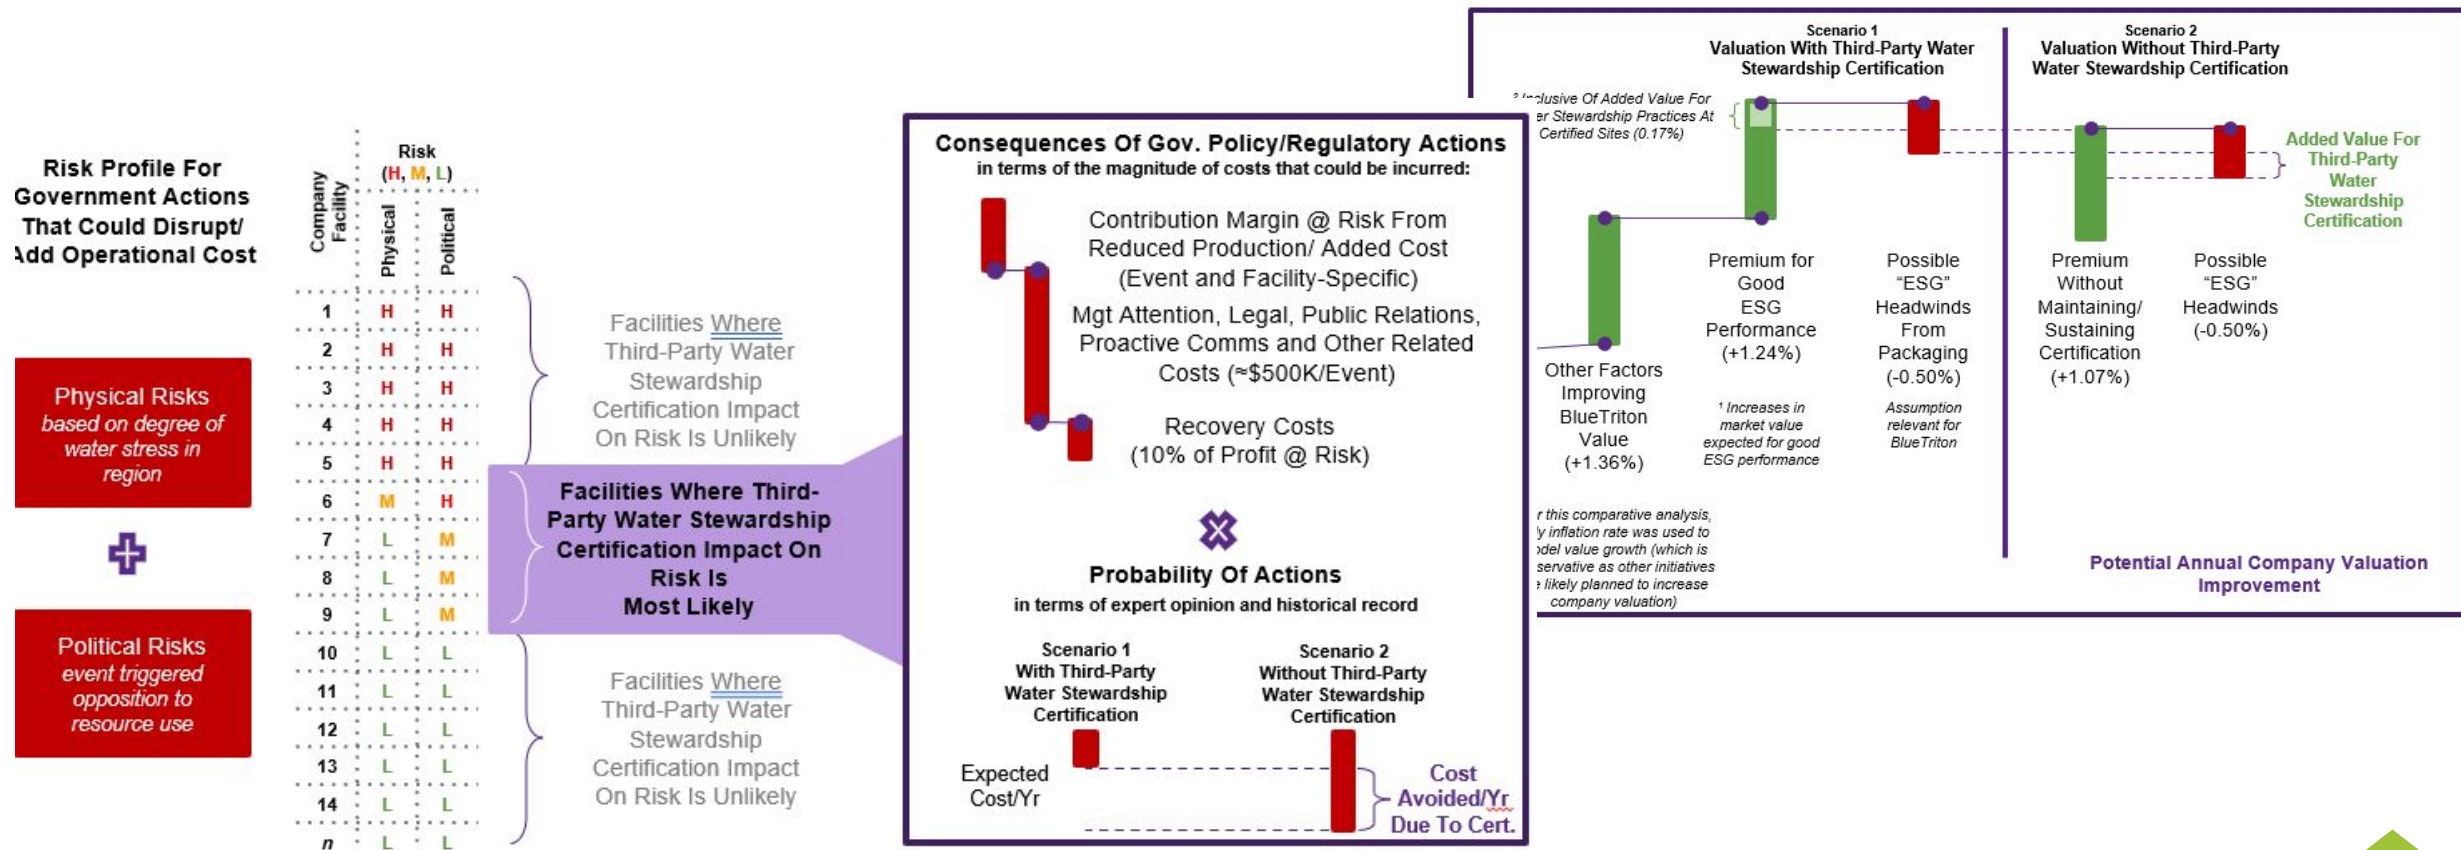 Risk Profile For
Government Actions
That Could Disrupt/
Add Operational Cost
Physical Risks
based on degree of
water stress in
region
Political Risks
event triggered
opposition to
resource use
Company
Facility
Risk
(H, M, L)
Physical
Political
1 H H
2 H H
3 H H
4 H H
5 H H
6 M H
7 L M
8 L M
9 L M
10 L L
11 L L
12 L L
13 L L
14 L L
n L L
Facilities Where
Third-Party Water
Stewardship
Certification Impact
On Risk Is Unlikely
Facilities Where Third-
Party Water Stewardship
Certification Impact On
Risk Is
Most Likely
Facilities Where
Third-Party Water
Stewardship
Certification Impact
On Risk Is Unlikely
Consequences Of Gov. Policy/Regulatory Actions
in terms of the magnitude of costs that could be incurred:
Contribution Margin @ Risk From
Reduced Production/ Added Cost
(Event and Facility-Specific)
Mgt Attention, Legal, Public Relations,
Proactive Comms and Other Related
Costs (≈$500K/Event)
Recovery Costs
(10% of Profit @ Risk)
Probability Of Actions
in terms of expert opinion and historical record
Scenario 1
With Third-Party
Water Stewardship
Certification
Scenario 2
Without Third-Party
Water Stewardship
Certification
Expected
Cost/Yr
Cost
Avoided/Yr
Due To Cert.
Scenario 1
Valuation With Third-Party Water
Stewardship Certification
Scenario 2
Valuation Without Third-Party
Water Stewardship Certification
Of Added Value For
Stewardship Practices At
Certified Sites (0.17%)
Added Value For
Third-Party
Water
Stewardship
Certification
Other Factors
Improving
BlueTriton
Value
(+1.36%)
Premium for
Good
ESG
Performance
(+1.24%)
¹ Increases in
market value
expected for good
ESG performance
Possible
“ESG”
Headwinds
From
Packaging
(-0.50%)
Assumption
relevant for
BlueTriton
Premium
Without
Maintaining/
Sustaining
Certification
(+1.07%)
Possible
“ESG”
Headwinds
(-0.50%)
this comparative analysis,
inflation rate was used to
value growth (which is
as other initiatives
likely planned to increase
company valuation)
Potential Annual Company Valuation
Improvement